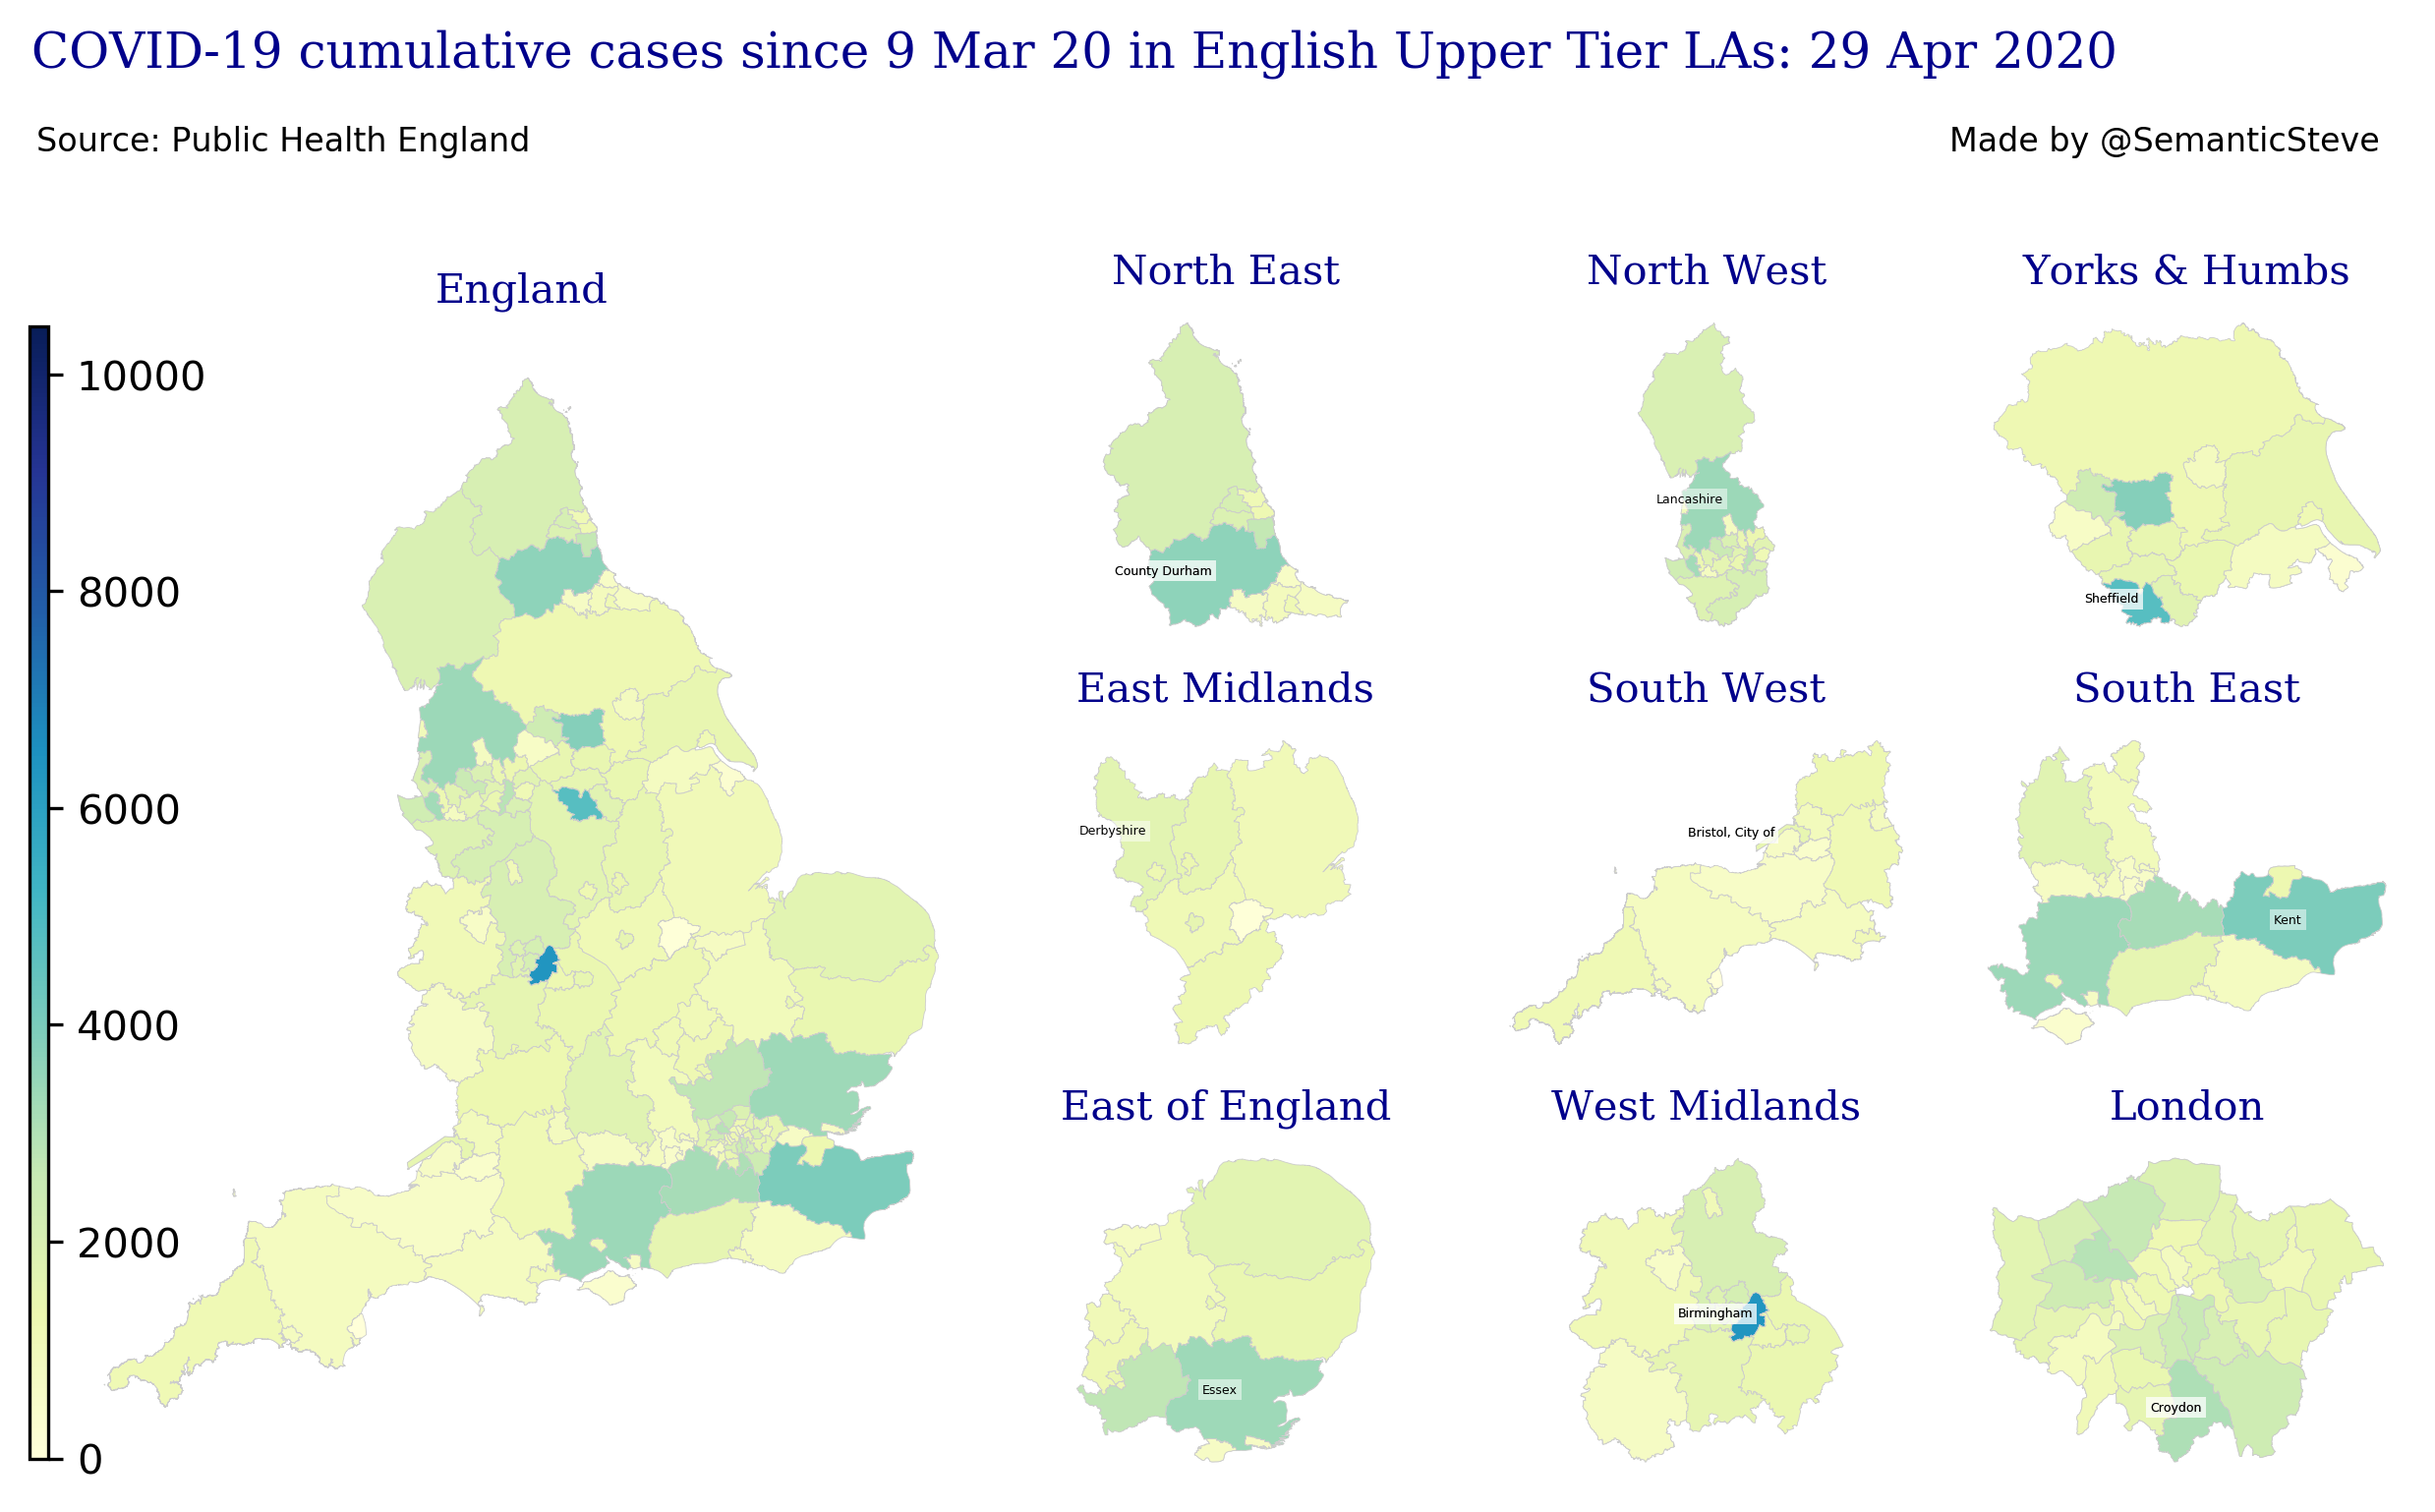 COVID-19 cumulative cases since 9 Mar 20 in English Upper Tier LAs: 29 Apr 2020
Source: Public Health England
Made by @SemanticSteve
England
10000
8000
6000
4000
2000
0
North East
County Durham
North West
Lancashire
Yorks & Humbs
Sheffield
East Midlands
Derbyshire
South West
Bristol, City of
South East
Kent
East of England
Essex
West Midlands
Birmingham
London
Croydon